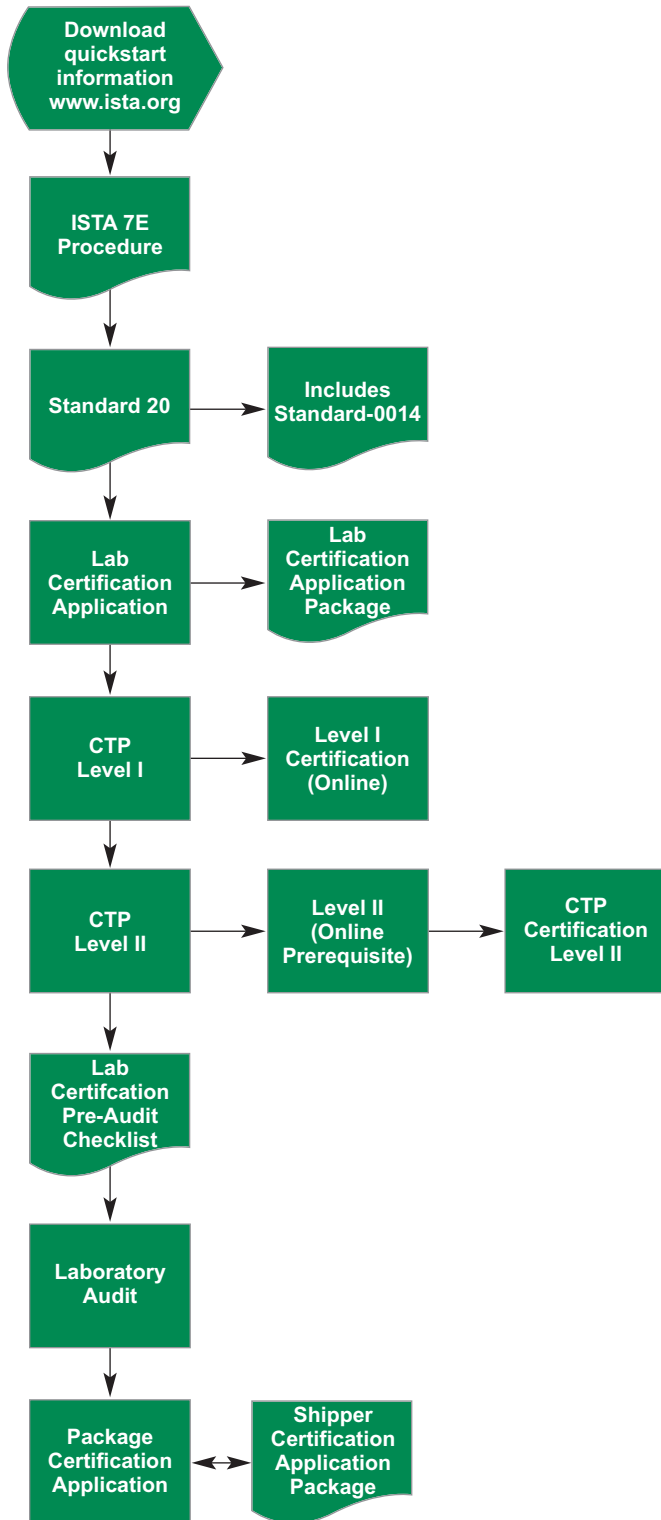 Download
quickstart
information
www.ista.org
ISTA 7E
Procedure
Standard 20
Includes
Standard-0014
Lab
Certification
Application
Lab
Certification
Application
Package
CTP
Level I
Level I
Certification
(Online)
CTP
Level II
Level II
(Online
Prerequisite)
CTP
Certification
Level II
Lab
Certifcation
Pre-Audit
Checklist
Laboratory
Audit
Package
Certification
Application
Shipper
Certification
Application
Package